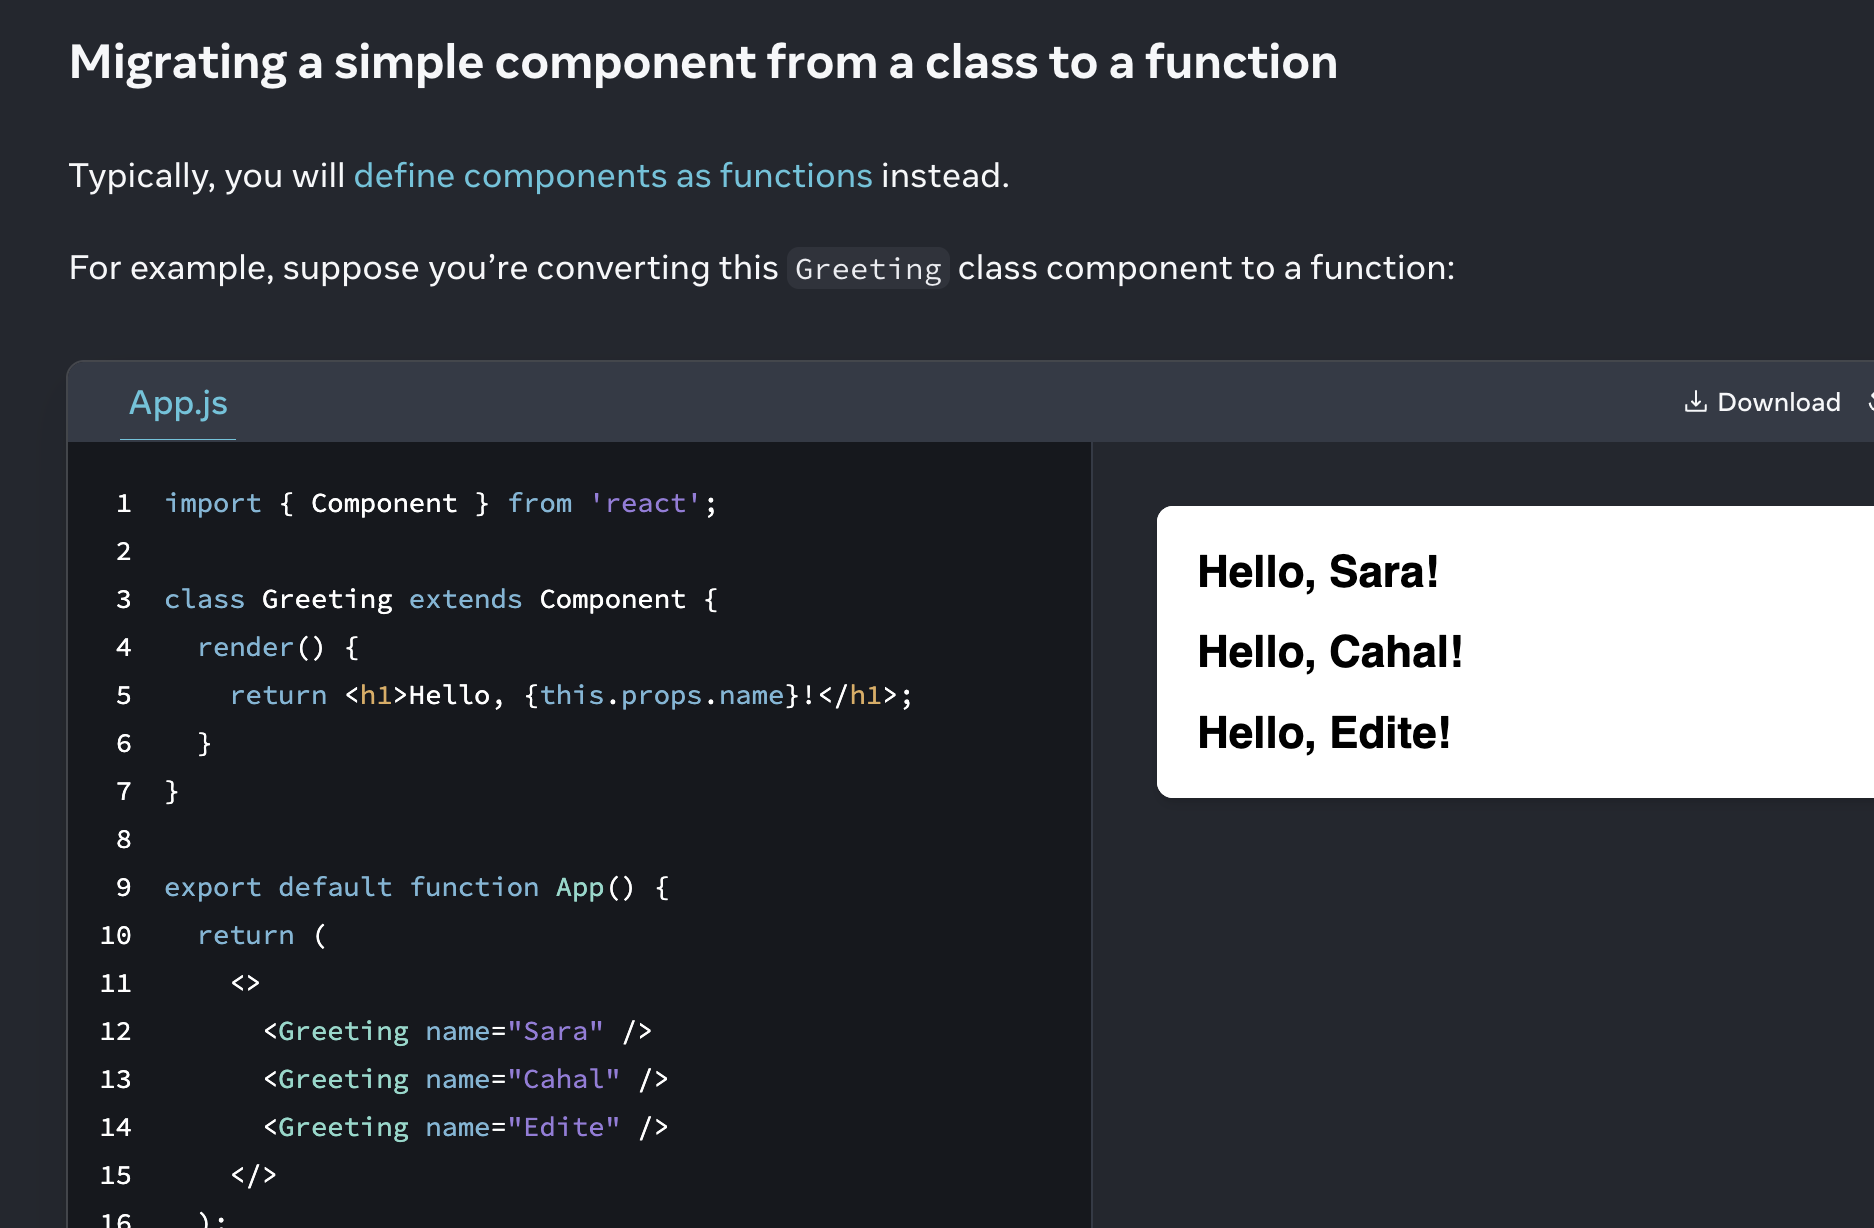 Migrating a simple component from a class to a function
Typically, you will define components as functions instead.
For example, suppose you’re converting this Greeting class component to a function:
App.js
Download
1 import { Component } from 'react';
2
3 class Greeting extends Component {
4   render() {
5     return <h1>Hello, {this.props.name}!</h1>;
6   }
7 }
8
9 export default function App() {
10   return (
11     <>
12       <Greeting name="Sara" />
13       <Greeting name="Cahal" />
14       <Greeting name="Edite" />
15     </>
16   );
Hello, Sara!
Hello, Cahal!
Hello, Edite!